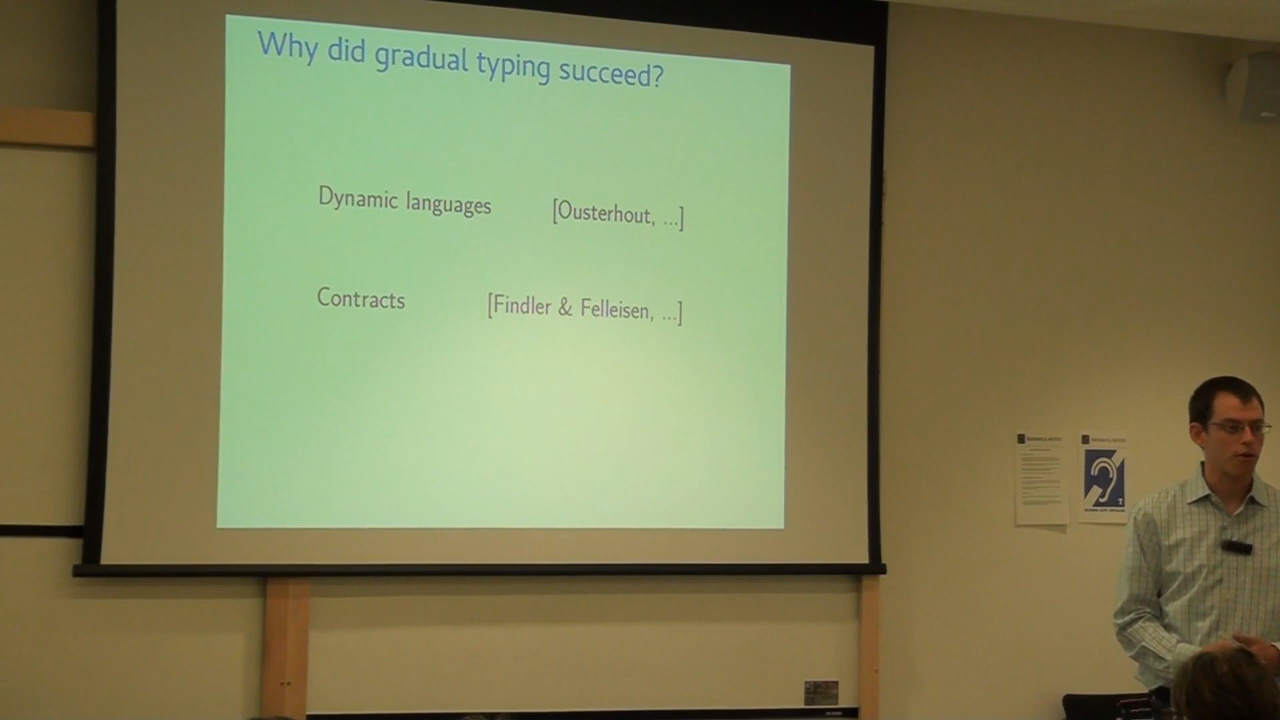 Why did gradual typing succeed?
Dynamic languages [Ousterhout, ...]
Contracts [Findler & Felleisen, ...]
T